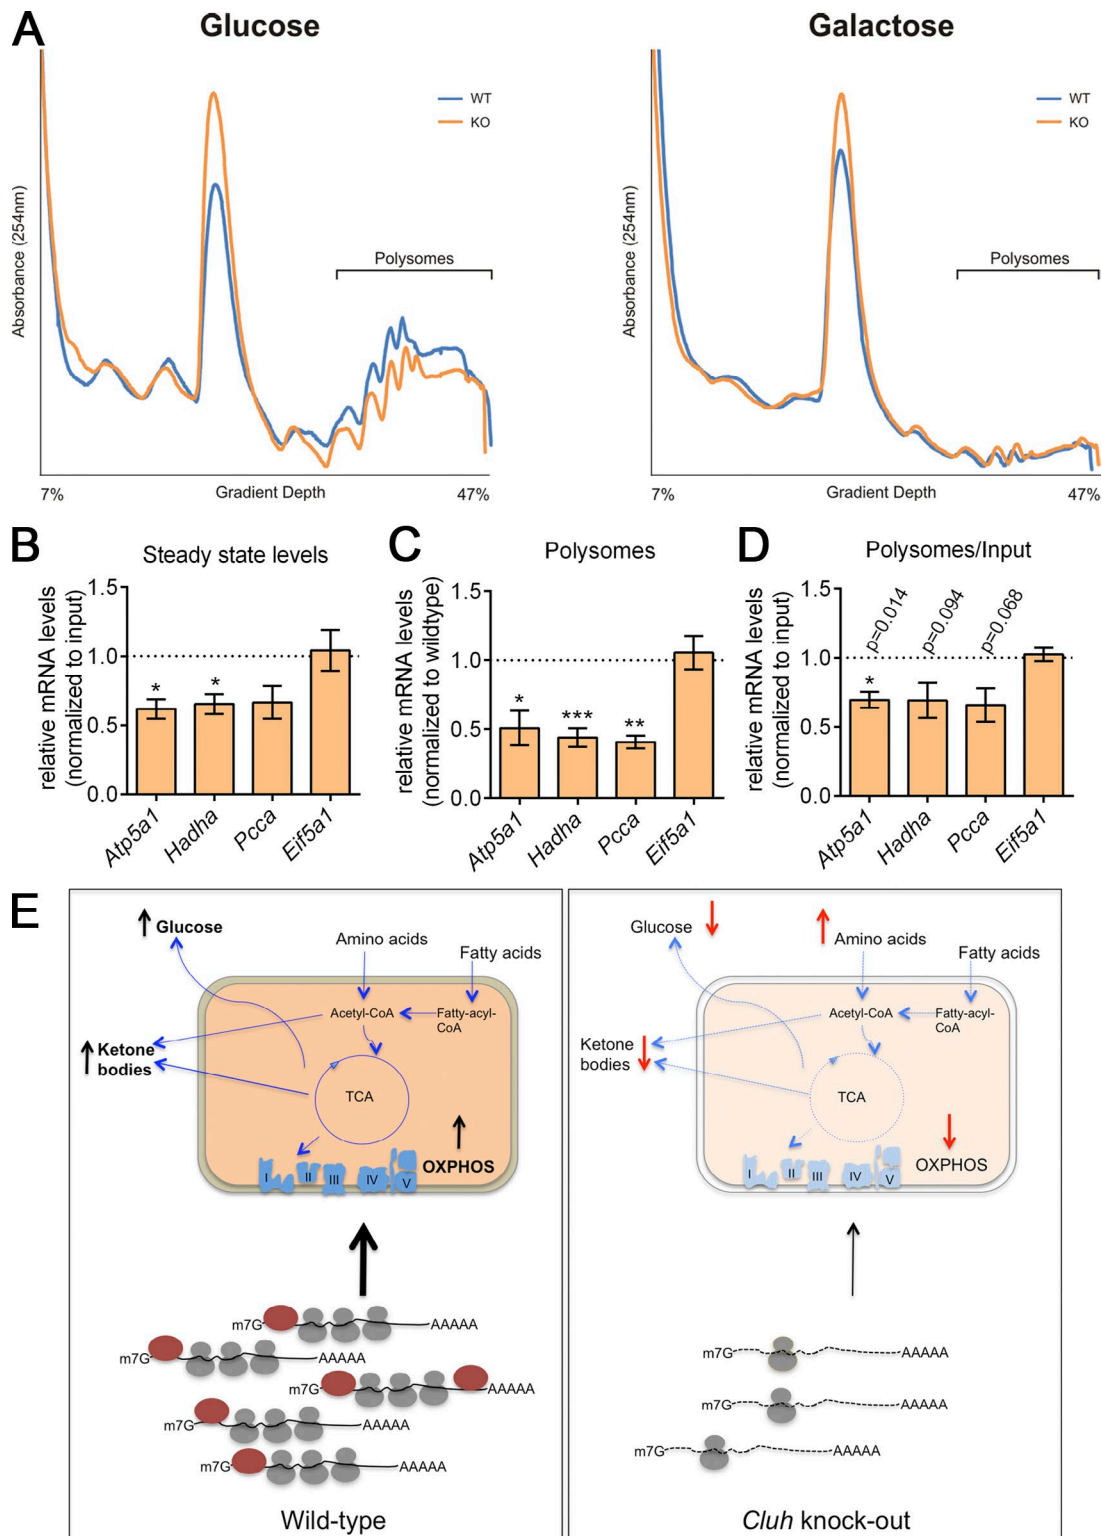 A
Glucose
Galactose
WT
KO
Absorbance (254nm)
Polysomes
7%
Gradient Depth
47%
WT
KO
Absorbance (254nm)
Polysomes
7%
Gradient Depth
47%
B
Steady state levels
relative mRNA levels
(normalized to input)
1.5
1.0
0.5
0.0
*
*
Atp5a1
Hadha
Pcca
Eif5a1
C
Polysomes
relative mRNA levels
(normalized to wildtype)
1.5
1.0
0.5
0.0
*
***
**
Atp5a1
Hadha
Pcca
Eif5a1
D
Polysomes/Input
relative mRNA levels
(normalized to input)
1.5
1.0
0.5
0.0
p=0.014
p=0.094
p=0.068
*
Atp5a1
Hadha
Pcca
Eif5a1
E
Glucose
Amino acids
Fatty acids
Acetyl-CoA
Fatty-acyl-
CoA
Ketone
bodies
TCA
OXPHOS
I
II
III
IV
V
m7G
AAAAA
m7G
AAAAA
m7G
AAAAA
m7G
AAAAA
m7G
AAAAA
Wild-type
Glucose
Amino acids
Fatty acids
Acetyl-CoA
Fatty-acyl-
CoA
Ketone
bodies
TCA
OXPHOS
I
II
III
IV
V
m7G
AAAAA
m7G
AAAAA
m7G
AAAAA
Cluh knock-out